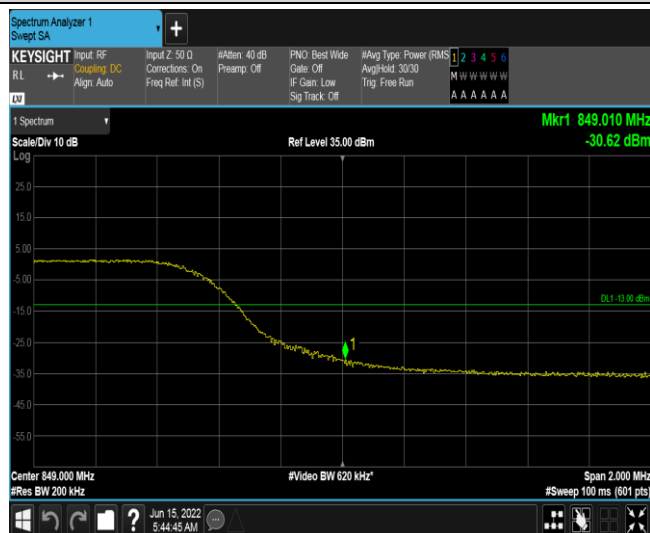 Spectrum Analyzer 1
Swept SA
+
KEYSIGHT
RL
LXI
Input: RF
Coupling: DC
Align: Auto
Input Z: 50 Ω
Corrections: On
Freq Ref: Int (S)
#Atten: 40 dB
Preamp: Off
PNO: Best Wide
Gate: Off
IF Gain: Low
Sig Track: Off
#Avg Type: Power (RMS
Avg|Hold: 30/30
Trig: Free Run
1 2 3 4 5 6
M W W W W W
A A A A A A
1 Spectrum
Mkr1 849.010 MHz
Scale/Div 10 dB
Ref Level 35.00 dBm
-30.62 dBm
Log
25.0
15.0
5.00
-5.00
DL1 -13.00 dBm
-15.0
-25.0
1
-35.0
-45.0
-55.0
Center 849.000 MHz
#Video BW 620 kHz*
Span 2.000 MHz
#Res BW 200 kHz
#Sweep 100 ms (601 pts)
?
Jun 15, 2022
5:44:45 AM